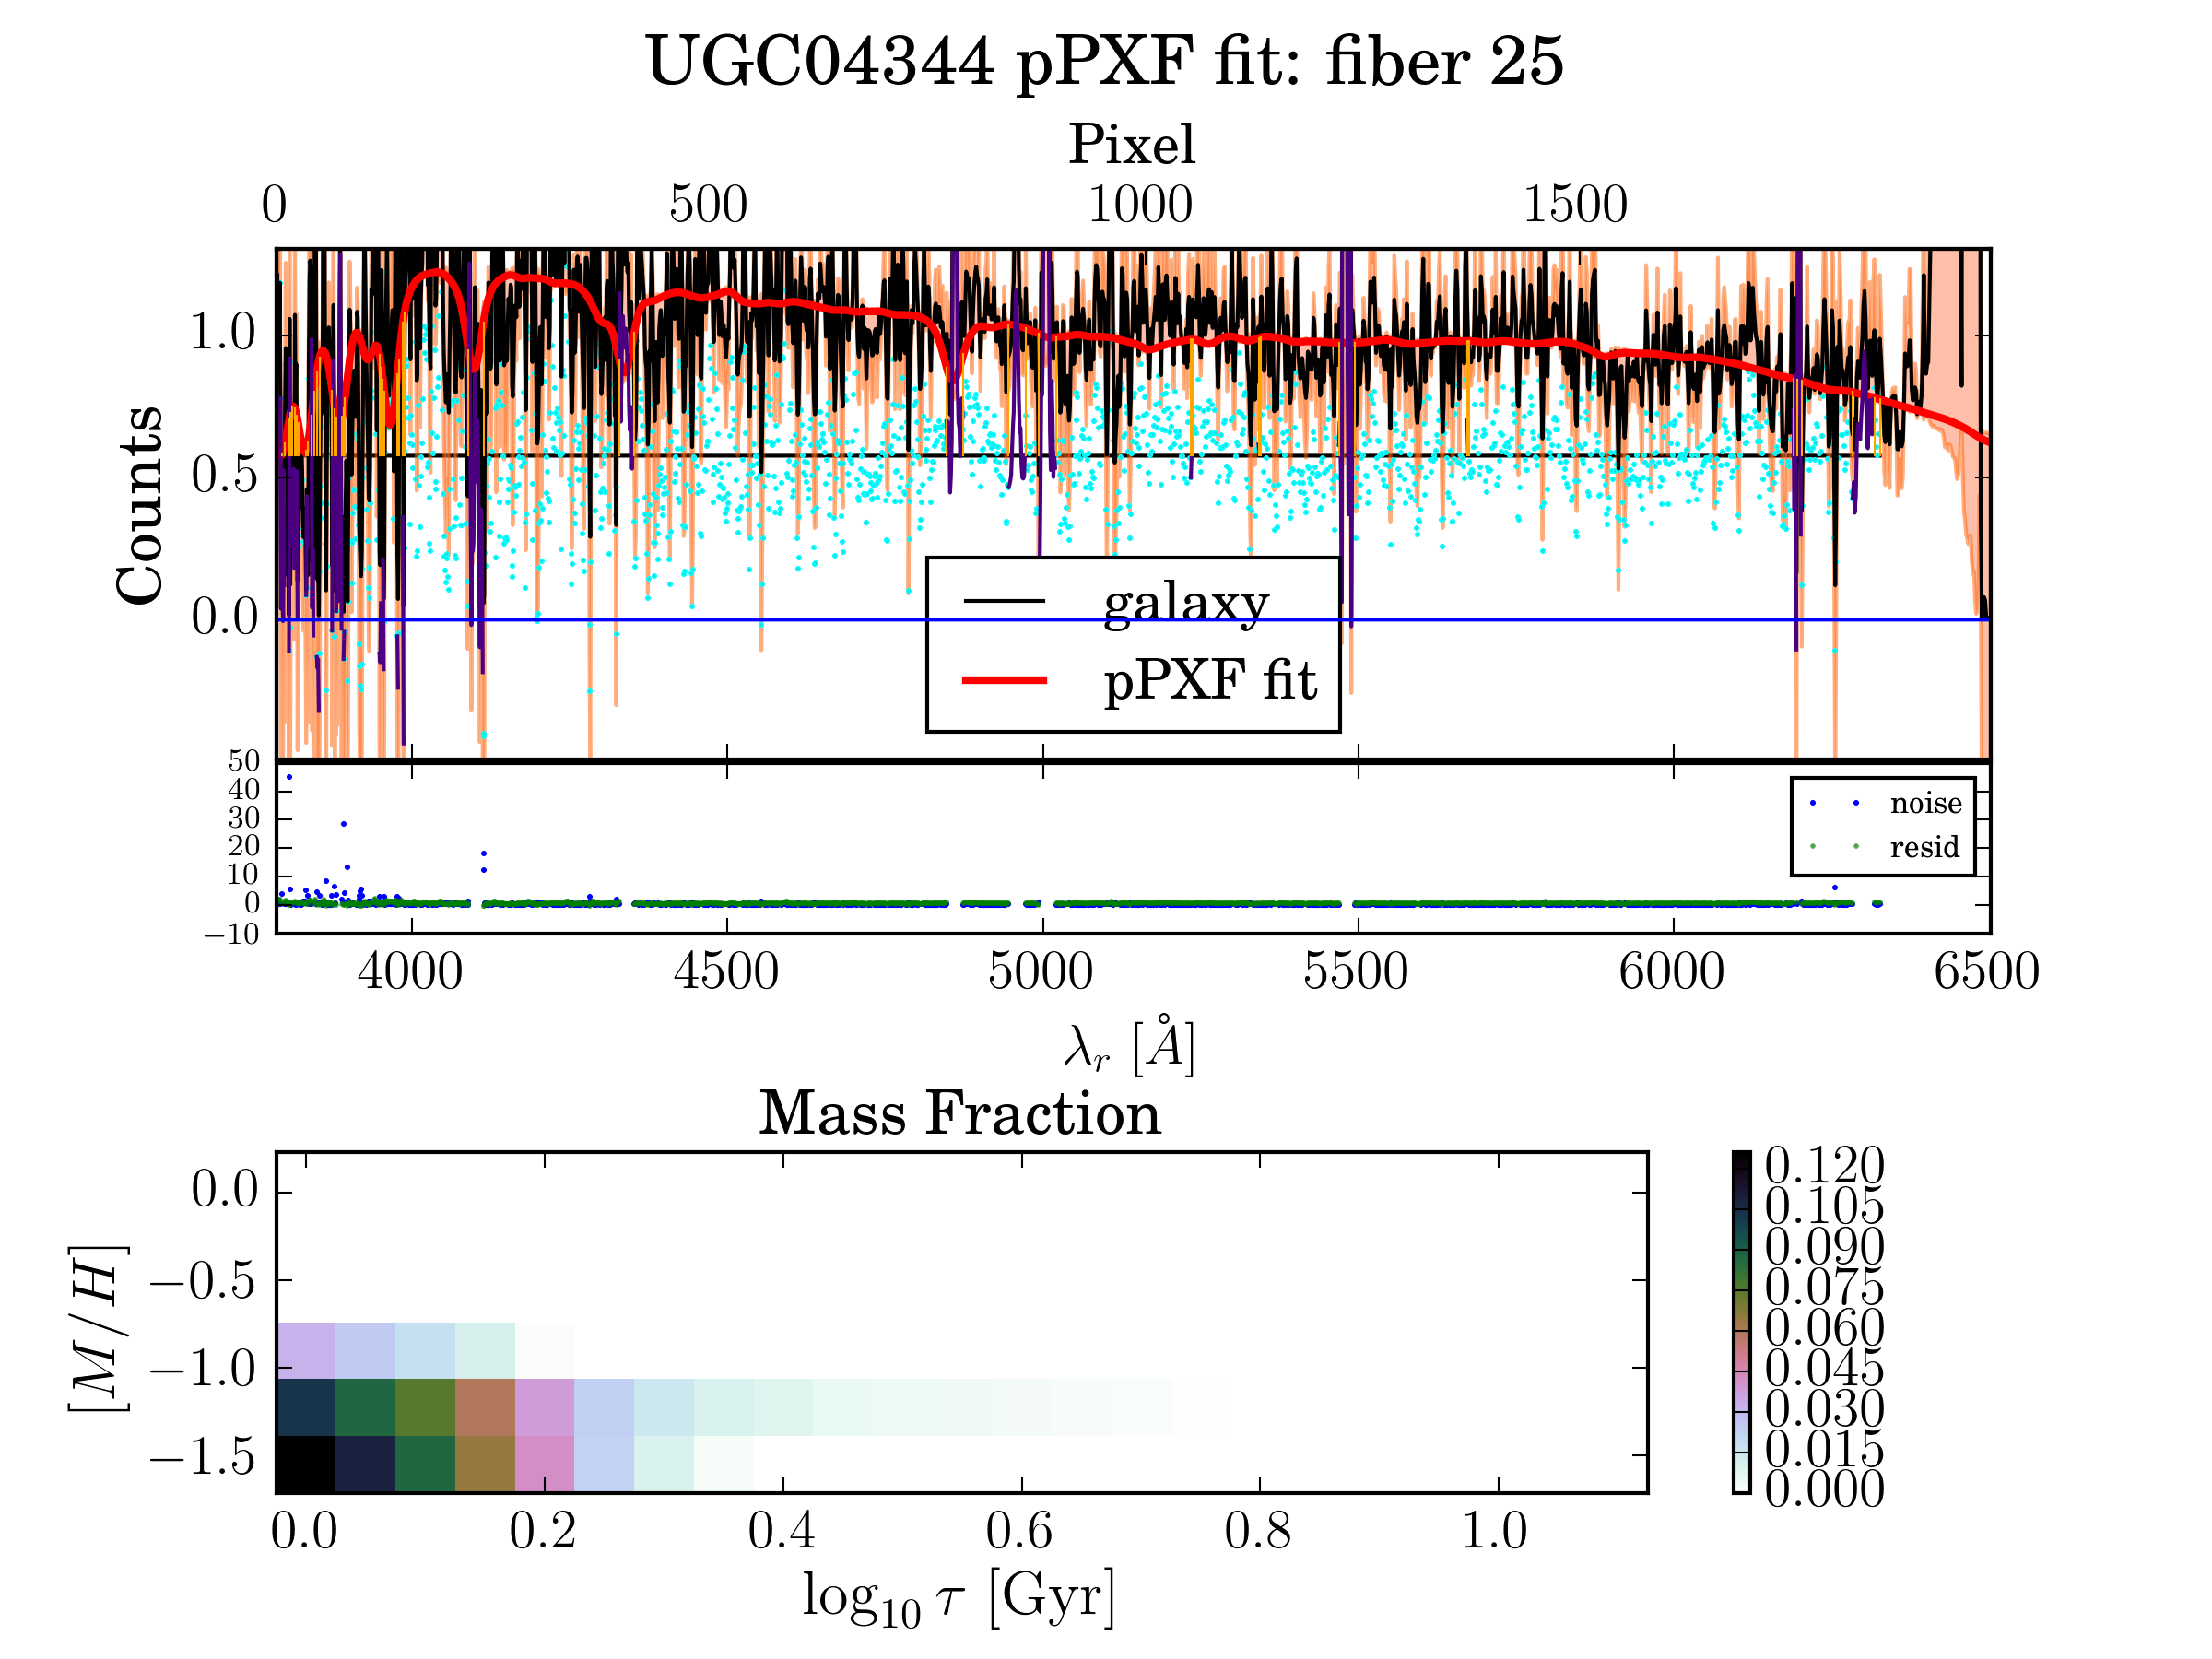 UGC04344 pPXF fit: fiber 25
Pixel
0 500 1000 1500
Counts
1.0
0.5
0.0
galaxy
pPXF fit
50
40
30
20
10
0
−10
noise
resid
4000 4500 5000 5500 6000 6500
λr [Å]
Mass Fraction
[M/H]
0.0
−0.5
−1.0
−1.5
0.0 0.2 0.4 0.6 0.8 1.0
log10 τ [Gyr]
0.120
0.105
0.090
0.075
0.060
0.045
0.030
0.015
0.000